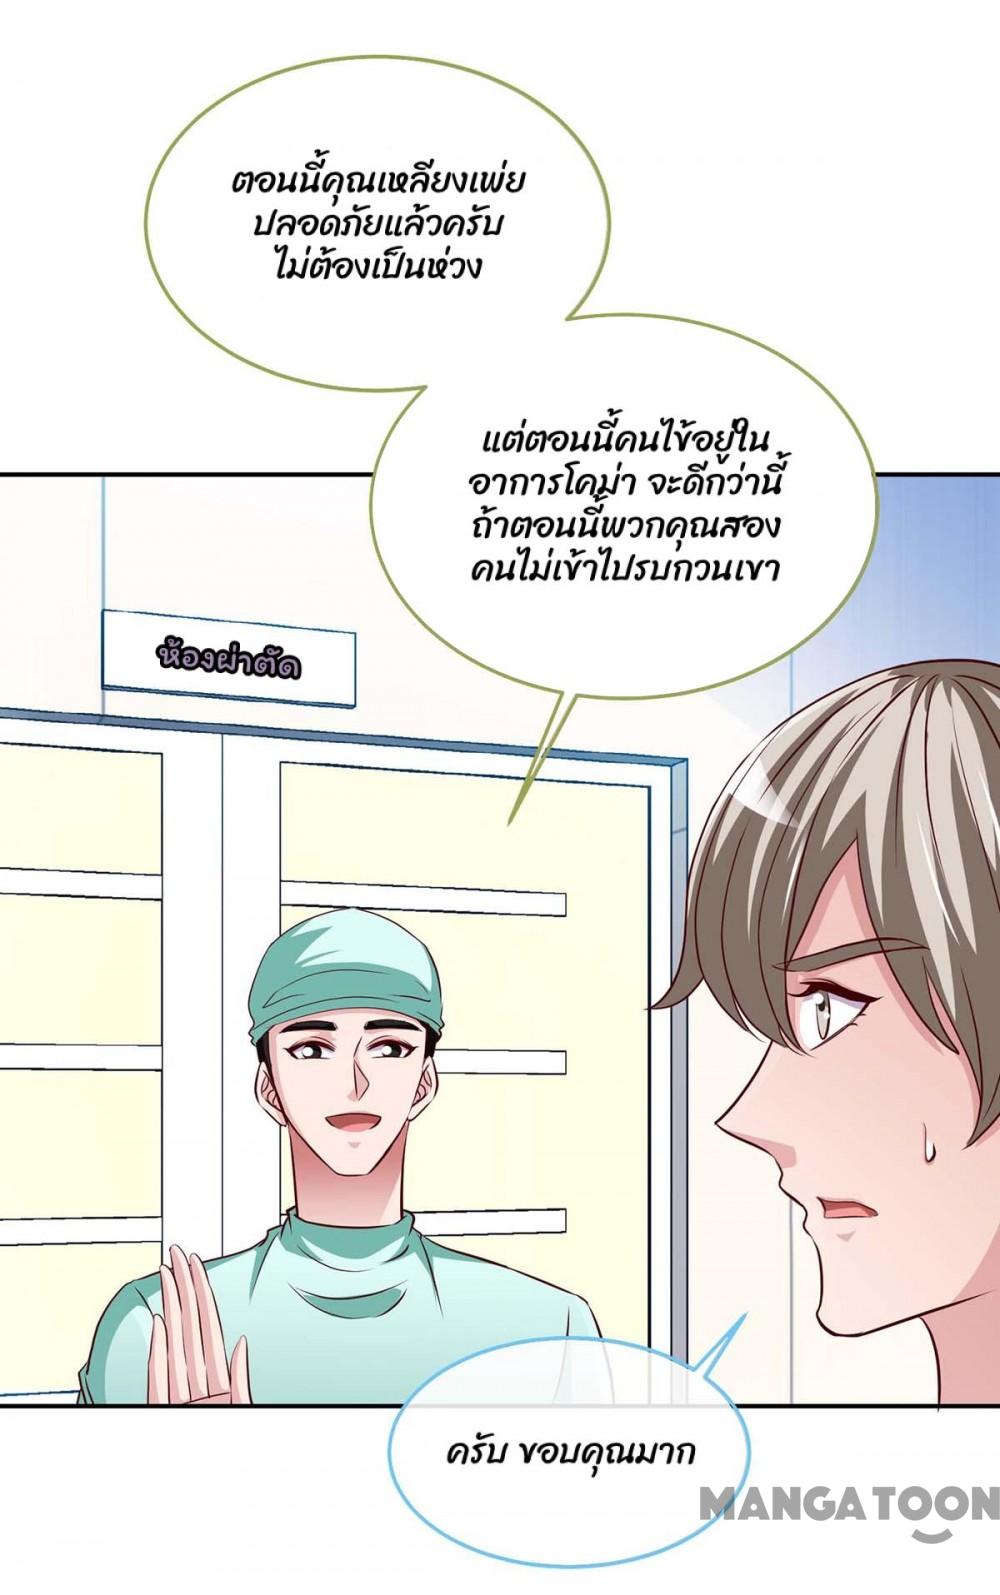 ตอนนี้คุณเหลียงเพ่ย
ปลอดภัยแล้วครับ
ไม่ต้องเป็นห่วง
แต่ตอนนี้คนไข้อยู่ใน
อาการโคม่า จะดีกว่านี้
ถ้าตอนนี้พวกคุณสอง
คนไม่เข้าไปรบกวนเขา
ห้องผ่าตัด
ครับ ขอบคุณมาก
MANGATOON